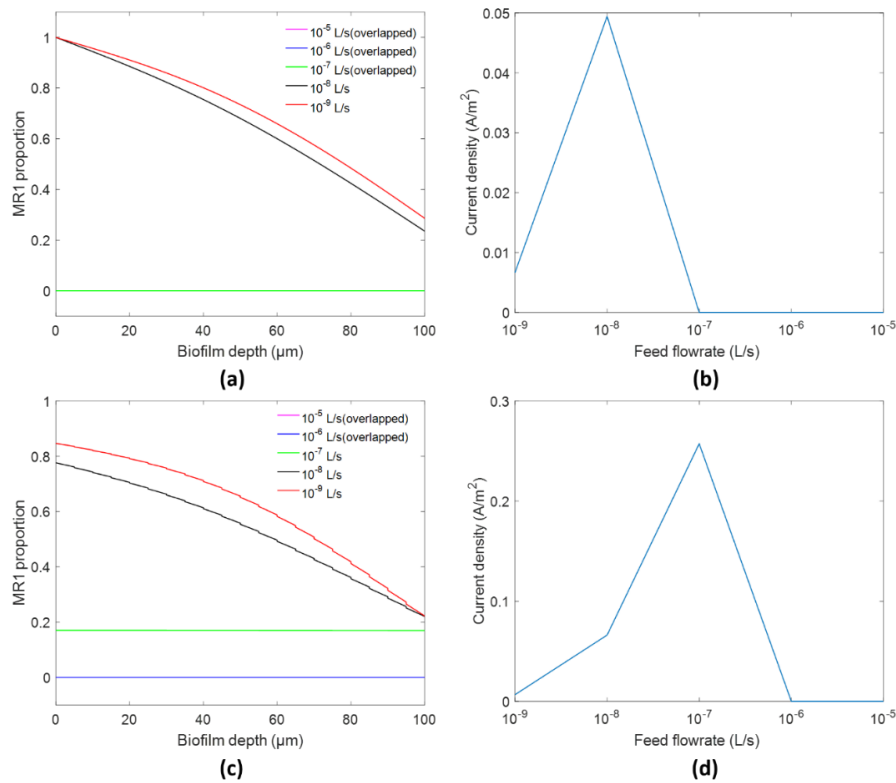 10⁻⁵ L/s(overlapped)
10⁻⁶ L/s(overlapped)
10⁻⁷ L/s(overlapped)
10⁻⁸ L/s
10⁻⁹ L/s
1
0.8
0.6
0.4
0.2
0
MR1 proportion
0 20 40 60 80 100
Biofilm depth (µm)
(a)
0.05
0.04
0.03
0.02
0.01
0
Current density (A/m²)
10⁻⁹ 10⁻⁸ 10⁻⁷ 10⁻⁶ 10⁻⁵
Feed flowrate (L/s)
(b)
10⁻⁵ L/s(overlapped)
10⁻⁶ L/s(overlapped)
10⁻⁷ L/s
10⁻⁸ L/s
10⁻⁹ L/s
1
0.8
0.6
0.4
0.2
0
MR1 proportion
0 20 40 60 80 100
Biofilm depth (µm)
(c)
0.3
0.2
0.1
0
Current density (A/m²)
10⁻⁹ 10⁻⁸ 10⁻⁷ 10⁻⁶ 10⁻⁵
Feed flowrate (L/s)
(d)